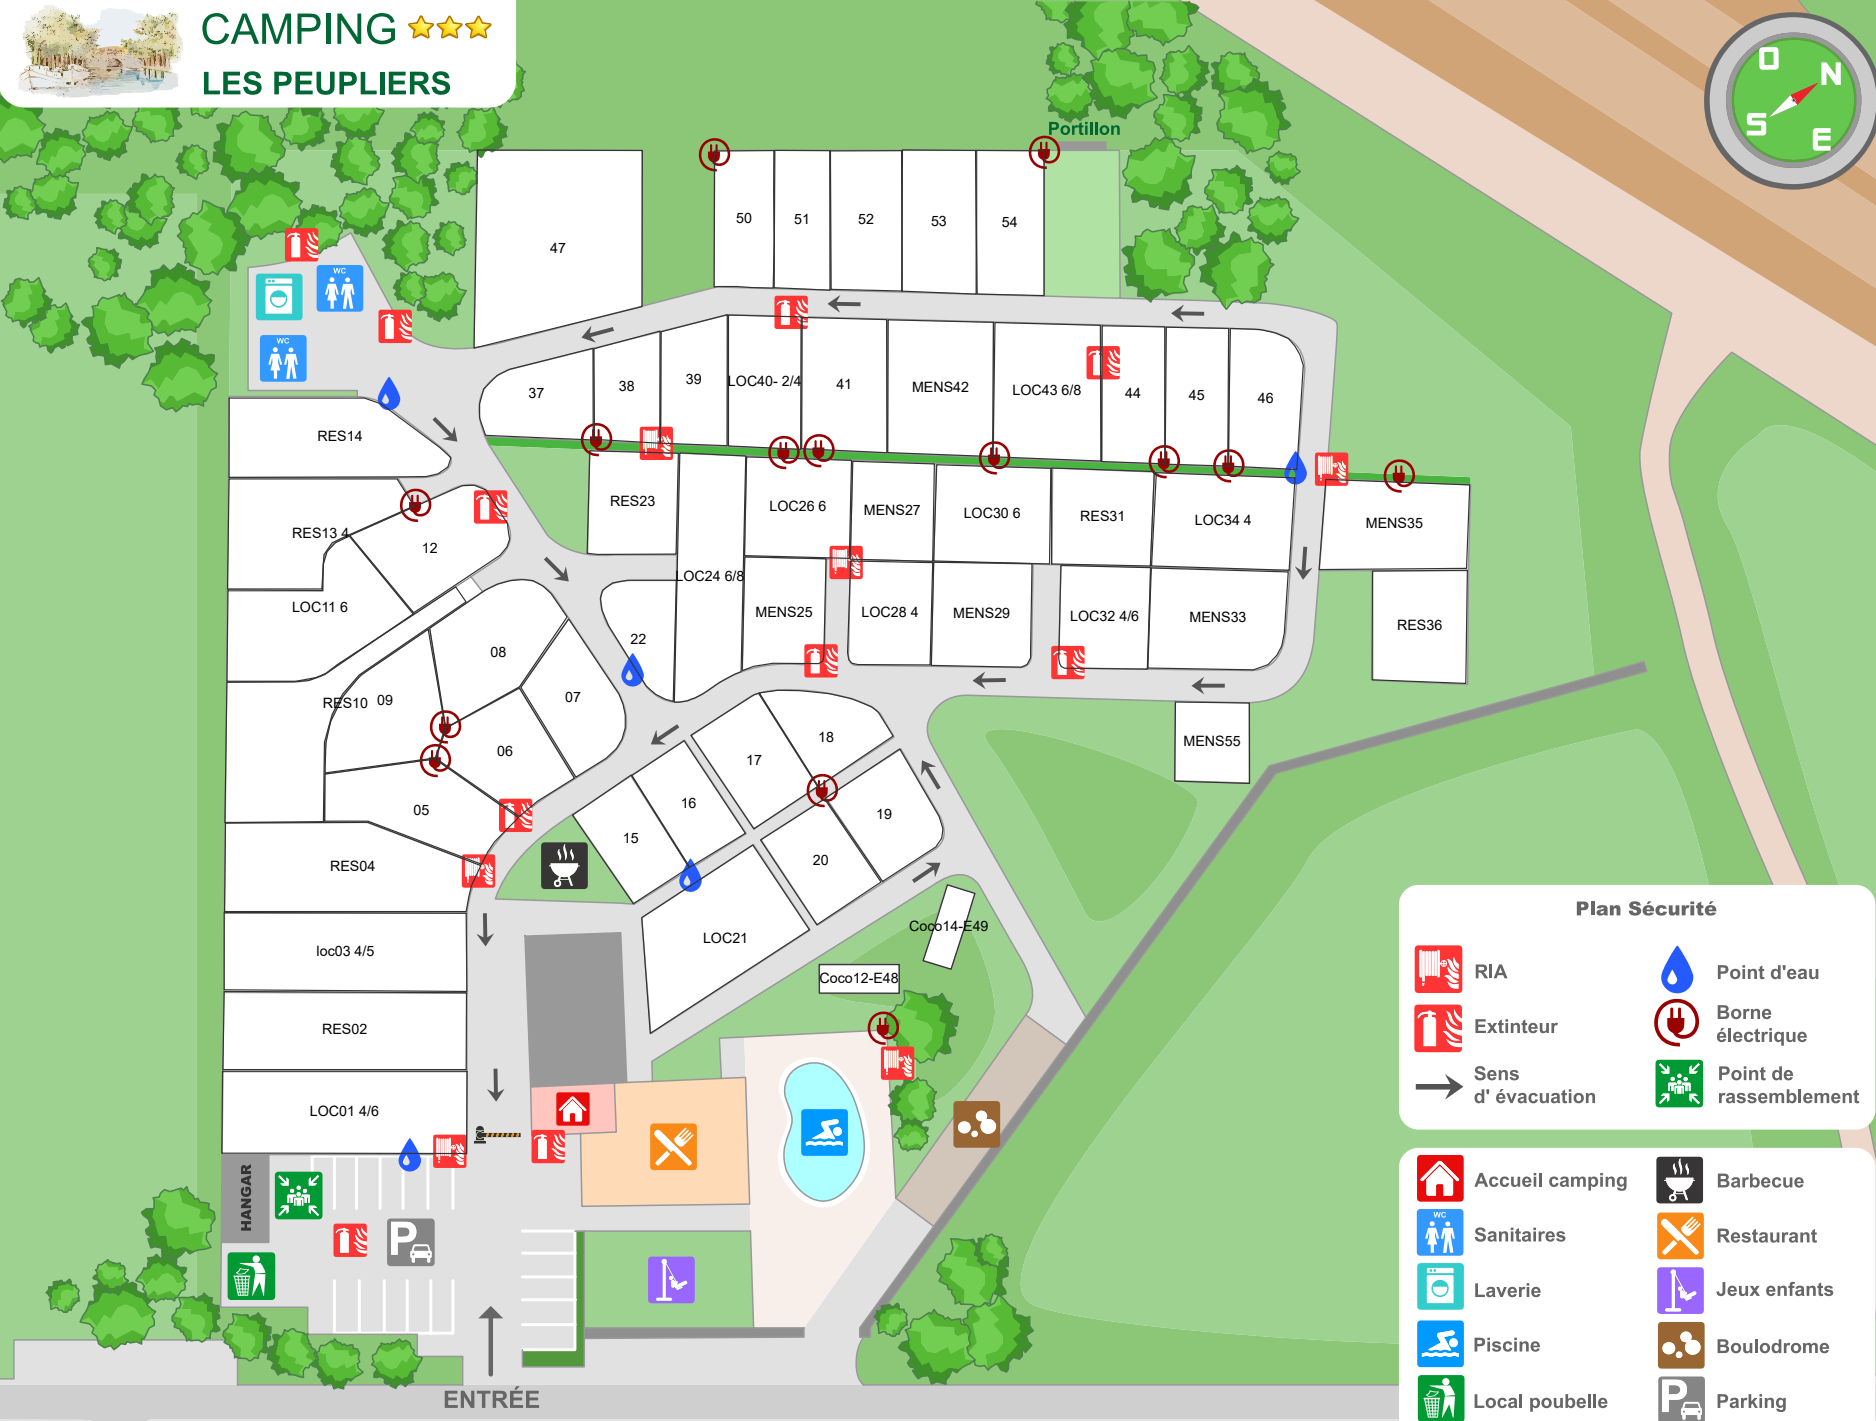 CAMPING
LES PEUPLIERS
O
N
S
E
Portillon
47
50
51
52
53
54
WC
WC
37
38
39
LOC40- 2/4
41
MENS42
LOC43 6/8
44
45
46
RES14
RES13 4
12
LOC11 6
RES23
LOC24 6/8
LOC26 6
MENS27
LOC30 6
RES31
LOC34 4
MENS35
MENS25
LOC28 4
MENS29
LOC32 4/6
MENS33
RES36
22
08
07
RES10
09
06
05
MENS55
18
17
16
15
19
20
RES04
LOC21
Coco14-E49
Coco12-E48
loc03 4/5
RES02
LOC01 4/6
HANGAR
P
ENTRÉE
Plan Sécurité
RIA
Point d'eau
Extinteur
Borne
électrique
Sens
d' évacuation
Point de
rassemblement
Accueil camping
Barbecue
WC
Sanitaires
Restaurant
Laverie
Jeux enfants
Piscine
Boulodrome
Local poubelle
P
Parking